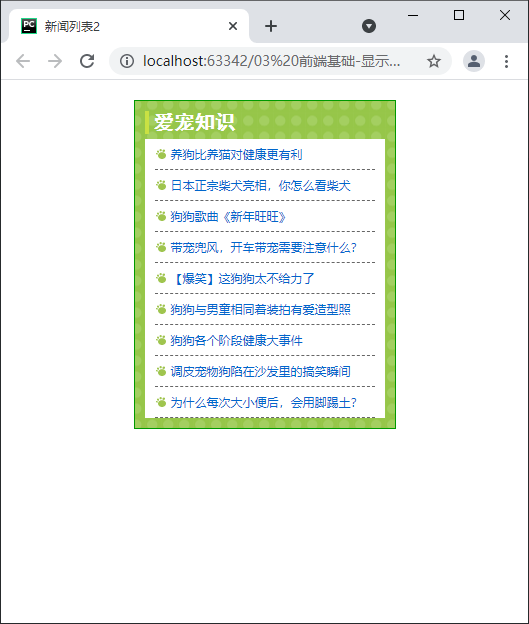 PC
新闻列表2
localhost:63342/03%20前端基础-显示...
爱宠知识
养狗比养猫对健康更有利
日本正宗柴犬亮相，你怎么看柴犬
狗狗歌曲《新年旺旺》
带宠兜风，开车带宠需要注意什么？
【爆笑】这狗狗太不给力了
狗狗与男童相同着装拍有爱造型照
狗狗各个阶段健康大事件
调皮宠物狗陷在沙发里的搞笑瞬间
为什么每次大小便后，会用脚踢土？